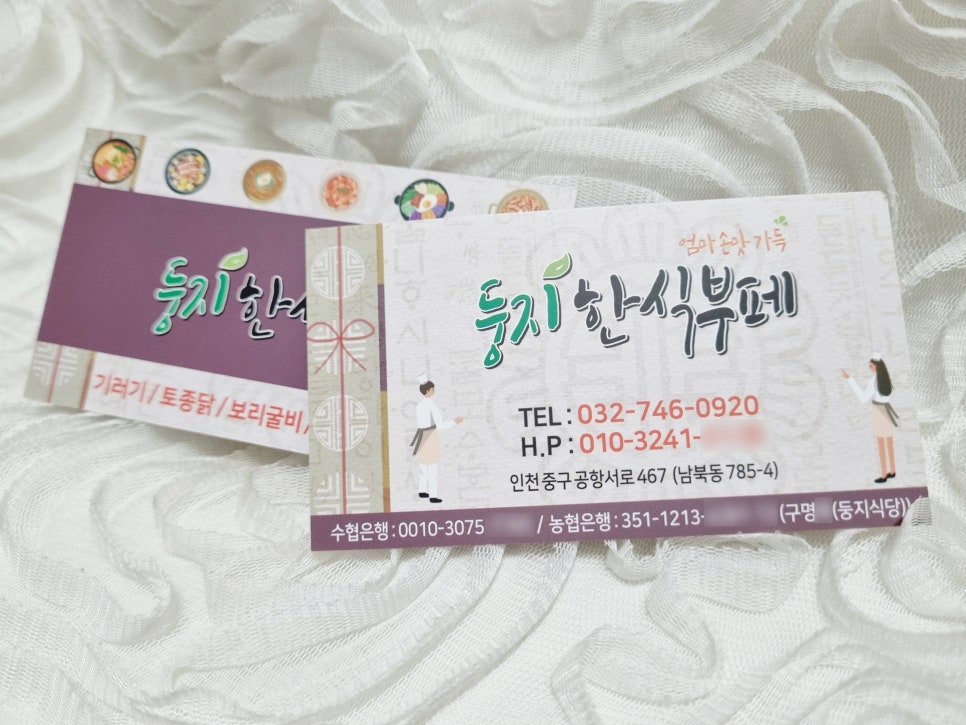 둥지 한식
기러기 / 토종닭 / 보리굴비
엄마 손맛 가득
둥지 한식부페
TEL : 032-746-0920
H.P : 010-3241-
인천 중구 공항서로 467 (남북동 785-4)
수협은행 : 0010-3075 / 농협은행 : 351-1213- (구명 (둥지식당))